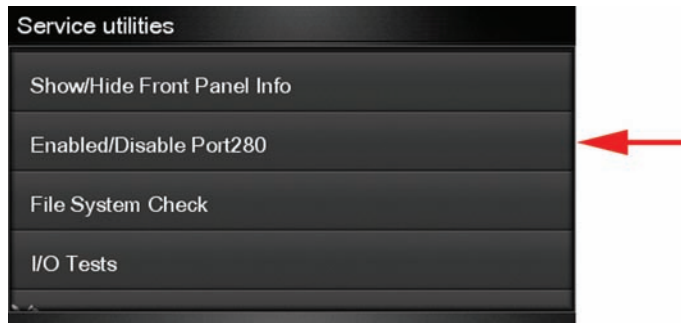 Service utilities
Show/Hide Front Panel Info
Enabled/Disable Port280
File System Check
I/O Tests